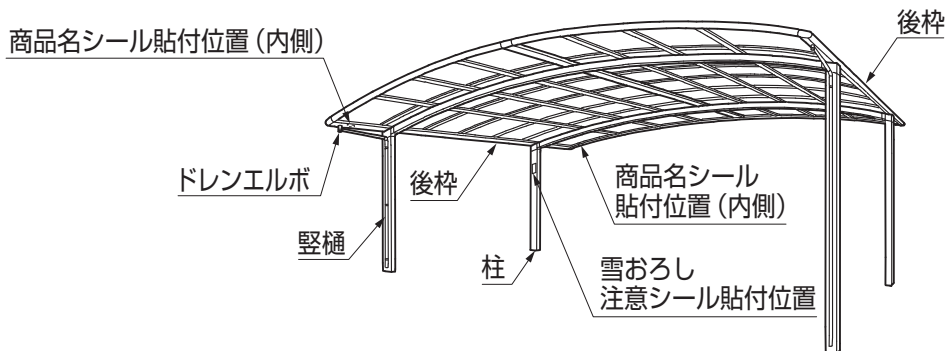 後枠
商品名シール貼付位置（内側）
ドレンエルボ
後枠
商品名シール
貼付位置（内側）
竪樋
柱
雪おろし
注意シール貼付位置